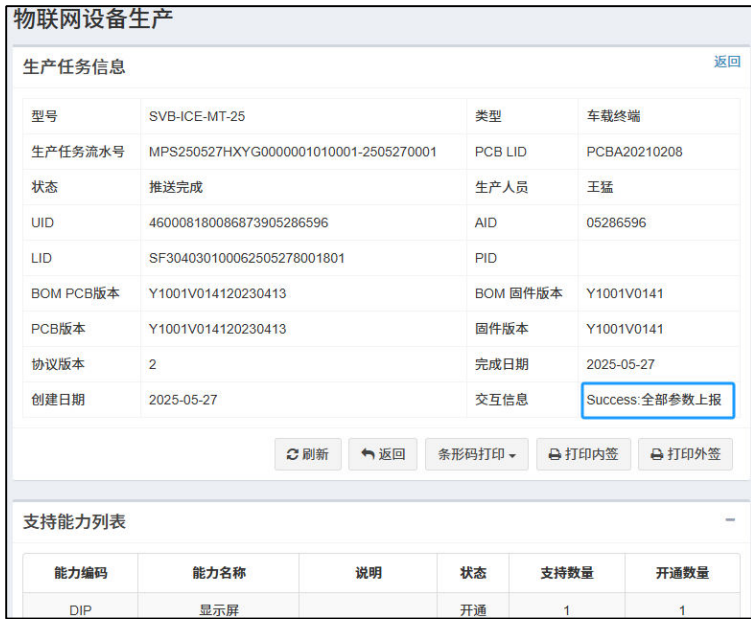 物联网设备生产
生产任务信息 返回
型号 SVB-ICE-MT-25 类型 车载终端
生产任务流水号 MPS250527HXYG0000001010001-2505270001 PCB LID PCBA20210208
状态 推送完成 生产人员 王猛
UID 460008180086873905286596 AID 05286596
LID SF304030100062505278001801 PID
BOM PCB版本 Y1001V014120230413 BOM 固件版本 Y1001V0141
PCB版本 Y1001V014120230413 固件版本 Y1001V0141
协议版本 2 完成日期 2025-05-27
创建日期 2025-05-27 交互信息 Success:全部参数上报
刷新 返回 条形码打印 打印内签 打印外签
支持能力列表
能力编码 能力名称 说明 状态 支持数量 开通数量
DIP 显示屏 开通 1 1